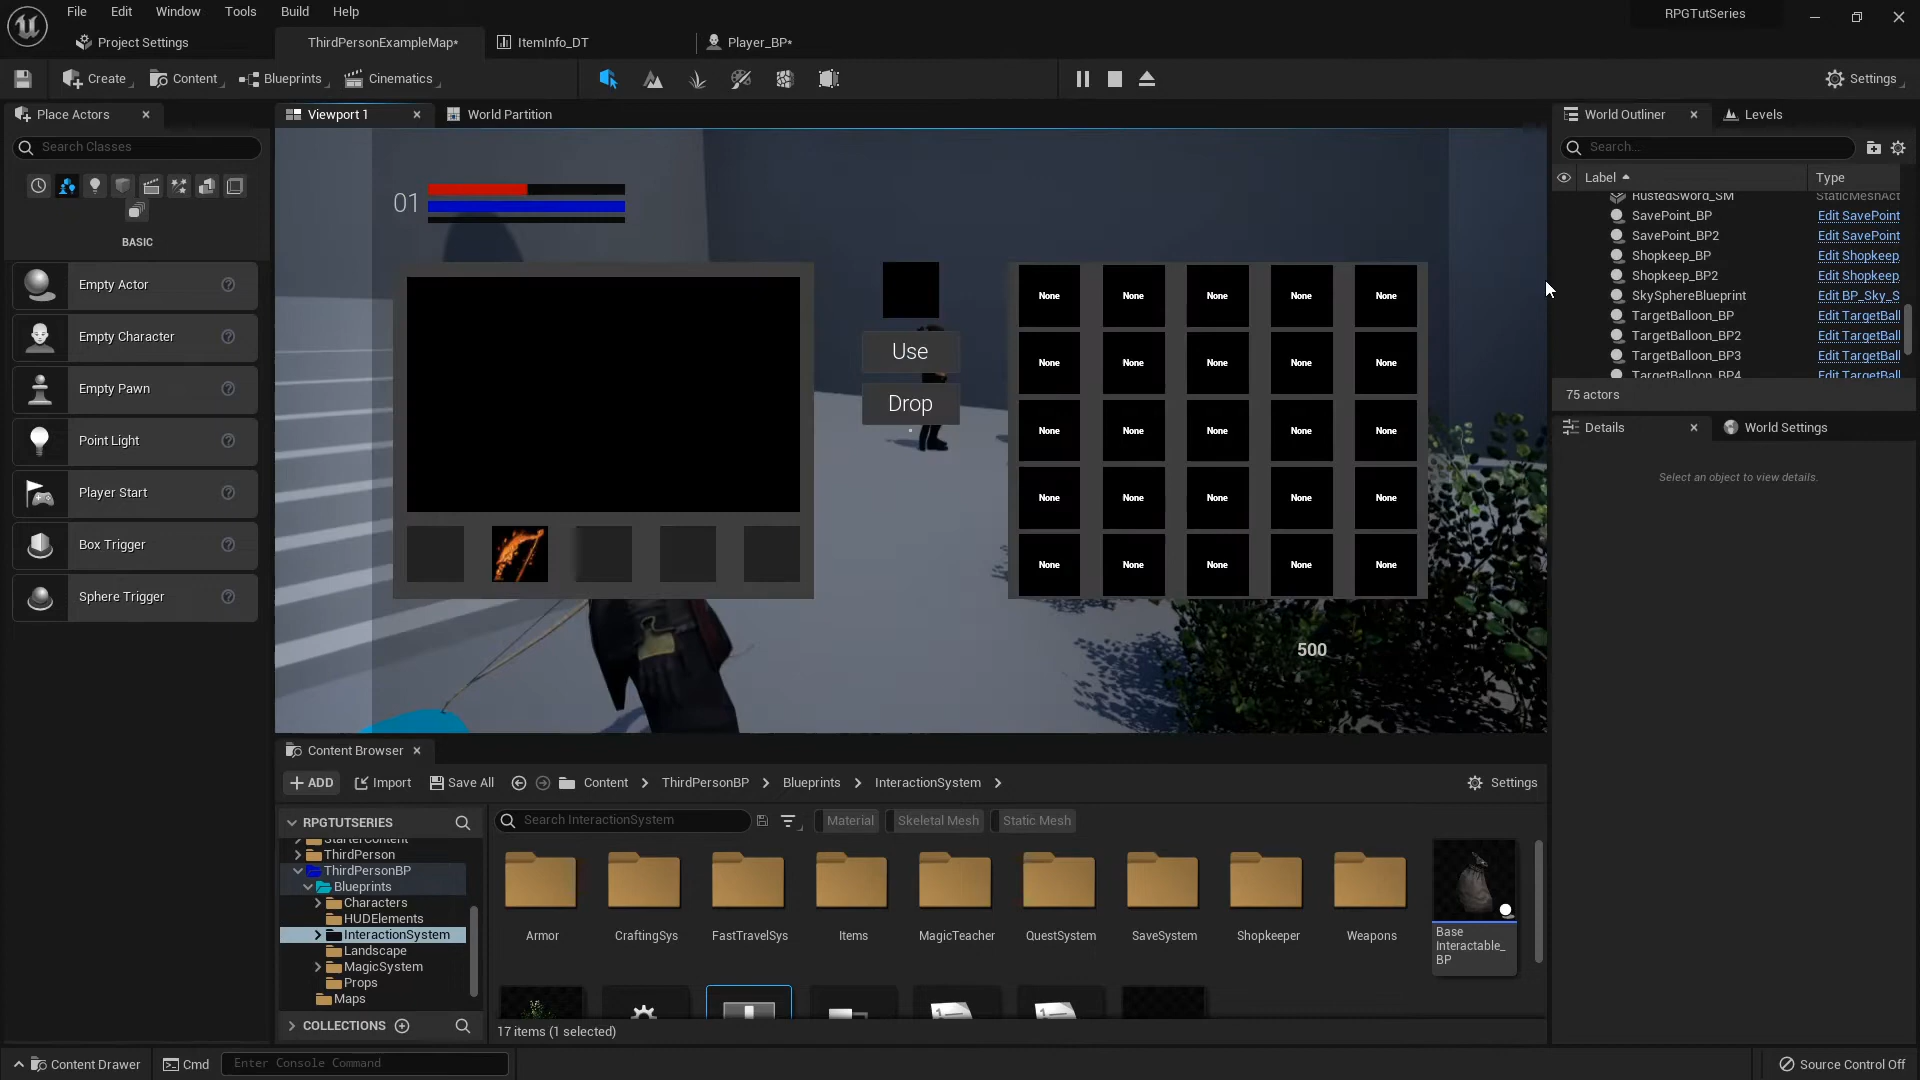 File Edit Window Tools Build Help
RPGTutSeries
Project Settings
ThirdPersonExampleMap*
ItemInfo_DT
Player_BP*
Create
Content
Blueprints
Cinematics
Settings
Place Actors
Viewport 1
World Partition
World Outliner
Levels
Search Classes
Search...
Label
Type
BASIC
RustedSword_SM StaticMeshAct
SavePoint_BP Edit SavePoint
SavePoint_BP2 Edit SavePoint
Shopkeep_BP Edit Shopkeep
Shopkeep_BP2 Edit Shopkeep
SkySphereBlueprint Edit BP_Sky_S
TargetBalloon_BP Edit TargetBall
TargetBalloon_BP2 Edit TargetBall
TargetBalloon_BP3 Edit TargetBall
TargetBalloon_BP4 Edit TargetBall
75 actors
Details
World Settings
Select an object to view details.
Empty Actor
Empty Character
Empty Pawn
Point Light
Player Start
Box Trigger
Sphere Trigger
01
Use
Drop
None None None None None
None None None None None
None None None None None
None None None None None
None None None None None
500
Content Browser
ADD
Import
Save All
Content
ThirdPersonBP
Blueprints
InteractionSystem
Settings
RPGTUTSERIES
StarterContent
ThirdPerson
ThirdPersonBP
Blueprints
Characters
HUDElements
InteractionSystem
Landscape
MagicSystem
Props
Maps
COLLECTIONS
Search InteractionSystem
Material
Skeletal Mesh
Static Mesh
Armor
CraftingSys
FastTravelSys
Items
MagicTeacher
QuestSystem
SaveSystem
Shopkeeper
Weapons
Base
Interactable_
BP
17 items (1 selected)
Content Drawer
Cmd
Enter Console Command
Source Control Off